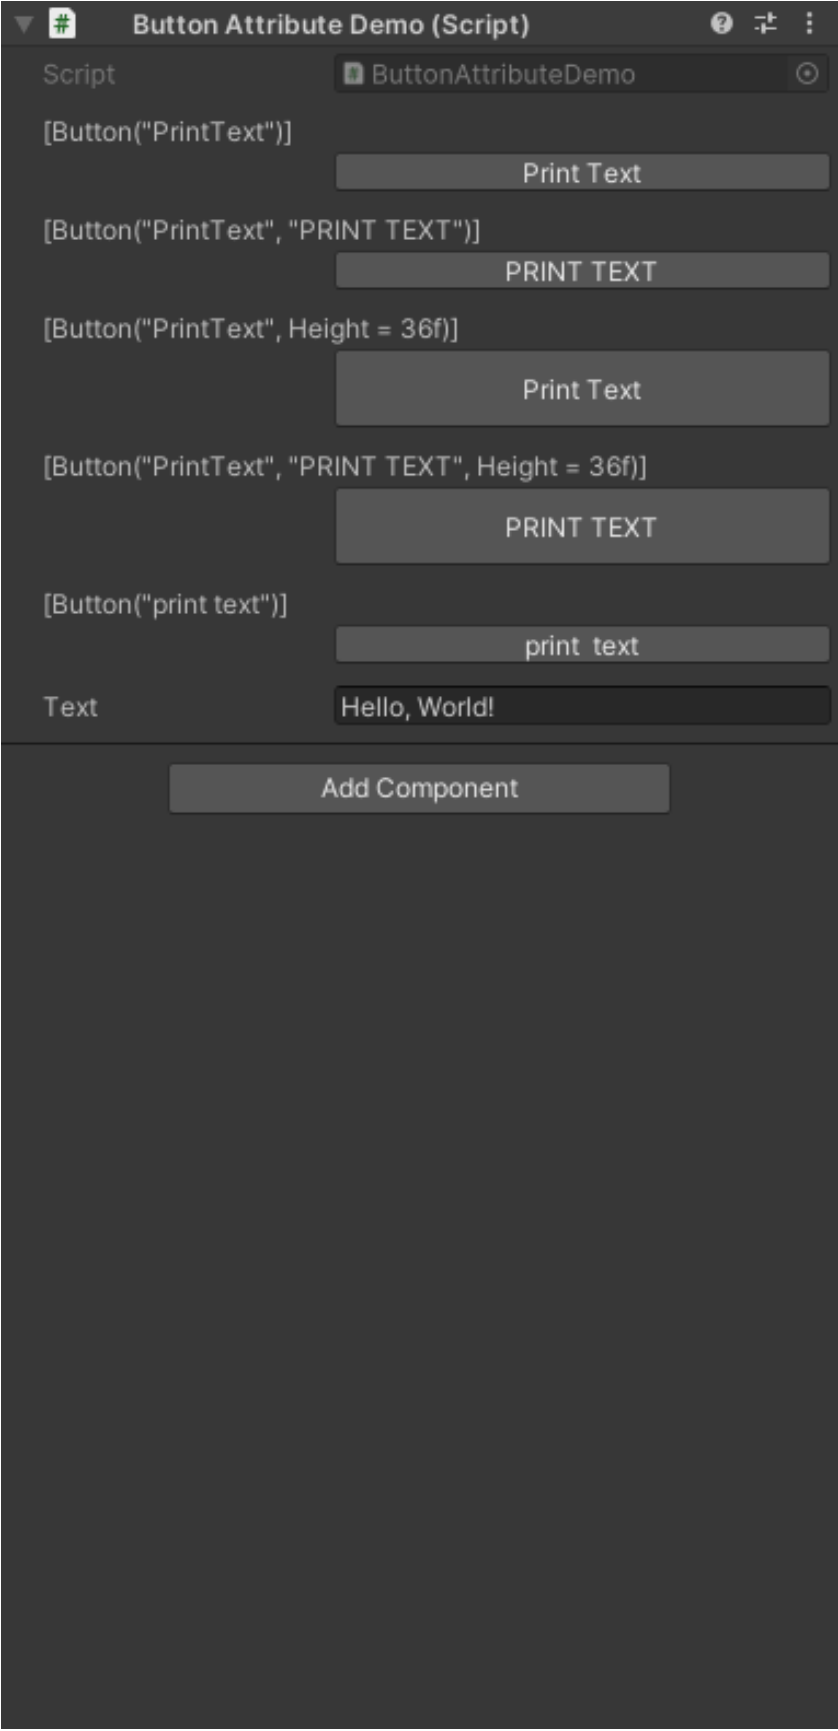 Button Attribute Demo (Script)
Script ButtonAttributeDemo
[Button("PrintText")]
Print Text
[Button("PrintText", "PRINT TEXT")]
PRINT TEXT
[Button("PrintText", Height = 36f)]
Print Text
[Button("PrintText", "PRINT TEXT", Height = 36f)]
PRINT TEXT
[Button("print text")]
print  text
Text Hello, World!
Add Component